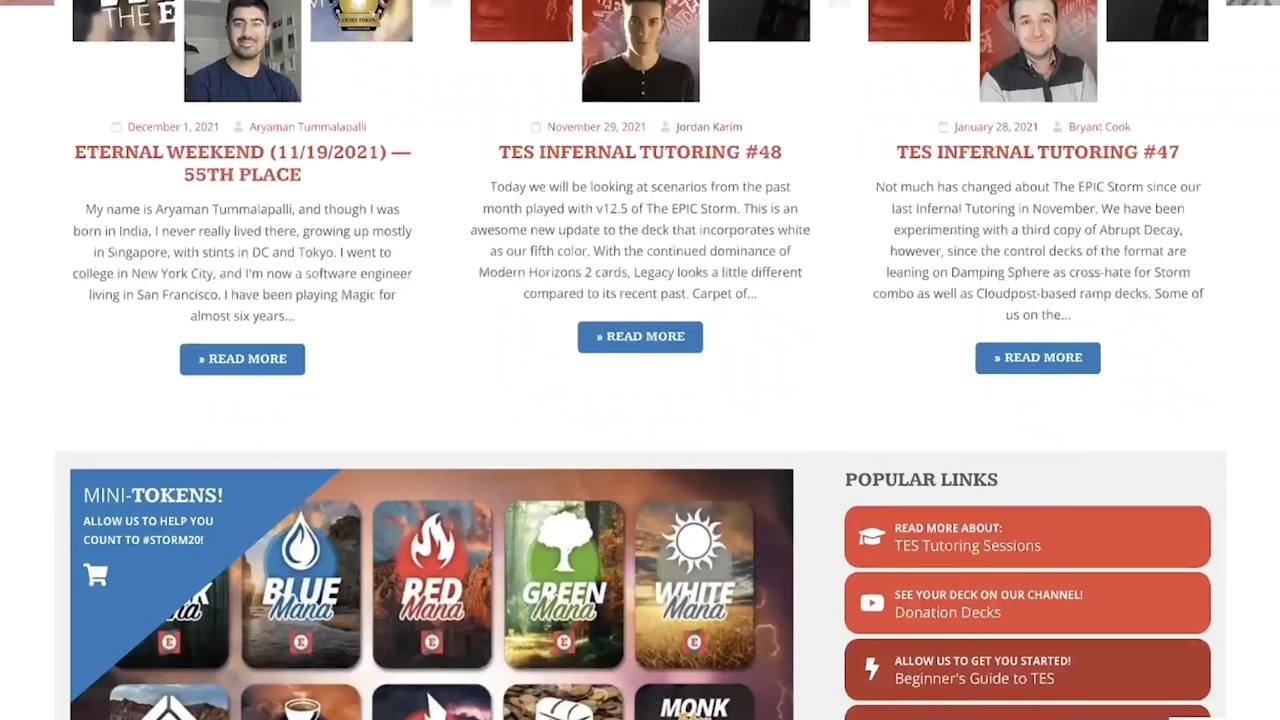 THE
December 1, 2021 Aryaman Tummalapalli
ETERNAL WEEKEND (11/19/2021) —
55TH PLACE
My name is Aryaman Tummalapalli, and though I was
born in India, I never really lived there, growing up mostly
in Singapore, with stints in DC and Tokyo. I went to
college in New York City, and I'm now a software engineer
living in San Francisco. I have been playing Magic for
almost six years...
» READ MORE
November 29, 2021 Jordan Karim
TES INFERNAL TUTORING #48
Today we will be looking at scenarios from the past
month played with v12.5 of The EPIC Storm. This is an
awesome new update to the deck that incorporates white
as our fifth color. With the continued dominance of
Modern Horizons 2 cards, Legacy looks a little different
compared to its recent past. Carpet of...
» READ MORE
January 28, 2021 Bryant Cook
TES INFERNAL TUTORING #47
Not much has changed about The EPIC Storm since our
last Infernal Tutoring in November. We have been
experimenting with a third copy of Abrupt Decay,
however, since the control decks of the format are
leaning on Damping Sphere as cross-hate for Storm
combo as well as Cloudpost-based ramp decks. Some of
us on the...
» READ MORE
MINI-TOKENS!
ALLOW US TO HELP YOU
COUNT TO #STORM20!
BLUE
Mana
RED
Mana
GREEN
Mana
WHITE
Mana
Mana
MONK
POPULAR LINKS
READ MORE ABOUT:
TES Tutoring Sessions
SEE YOUR DECK ON OUR CHANNEL!
Donation Decks
ALLOW US TO GET YOU STARTED!
Beginner's Guide to TES